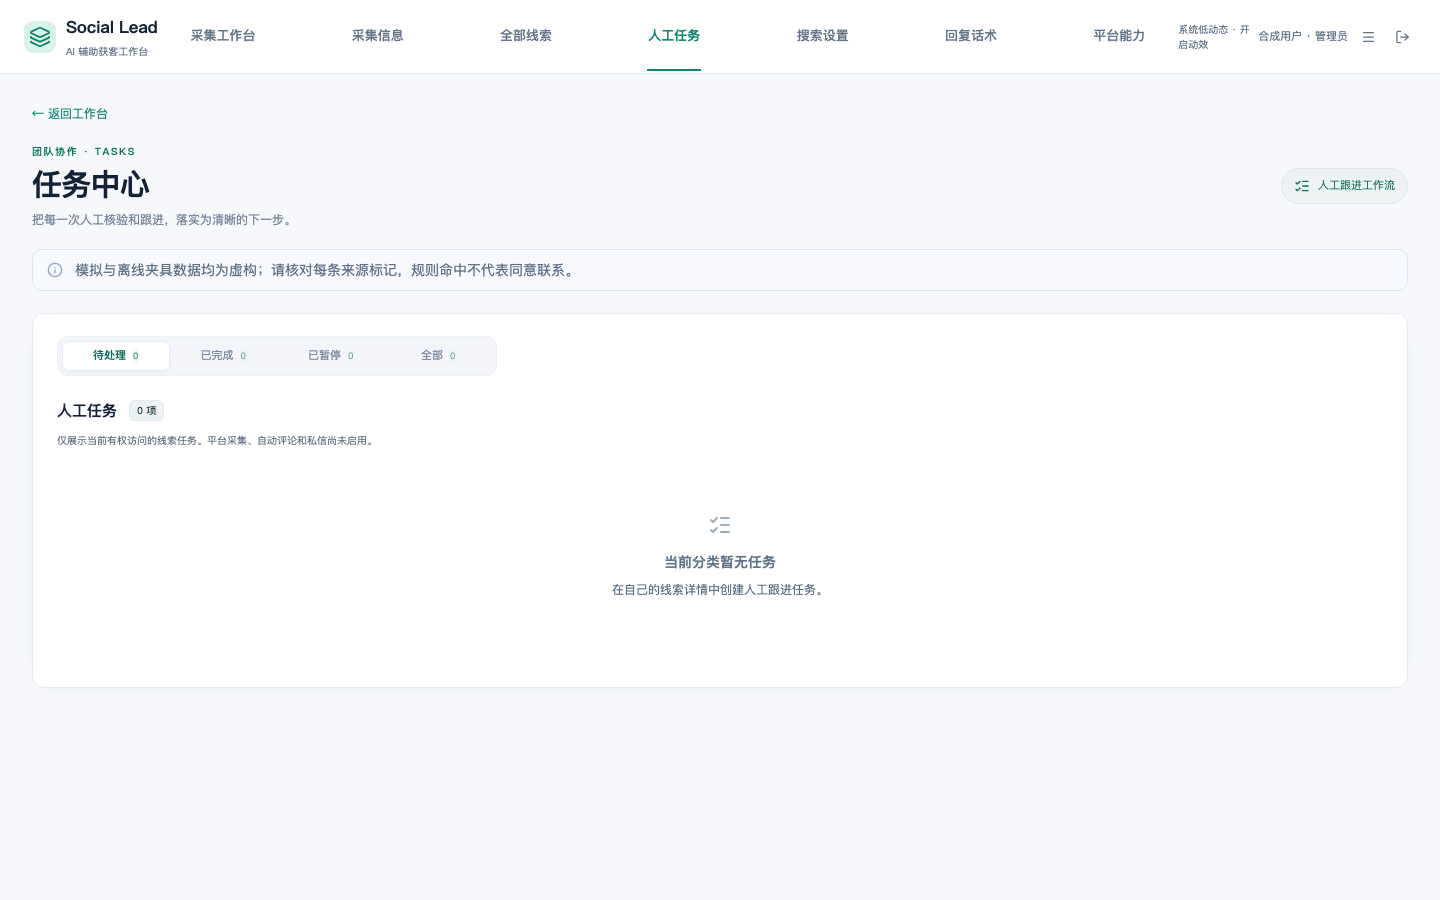 Social Lead
AI 辅助获客工作台
采集工作台
采集信息
全部线索
人工任务
搜索设置
回复话术
平台能力
系统低动态 · 开
启动效
合成用户 · 管理员
← 返回工作台
团队协作 · TASKS
任务中心
人工跟进工作流
把每一次人工核验和跟进，落实为清晰的下一步。
模拟与离线夹具数据均为虚构；请核对每条来源标记，规则命中不代表同意联系。
待处理 0
已完成 0
已暂停 0
全部 0
人工任务 0 项
仅展示当前有权访问的线索任务。平台采集、自动评论和私信尚未启用。
当前分类暂无任务
在自己的线索详情中创建人工跟进任务。